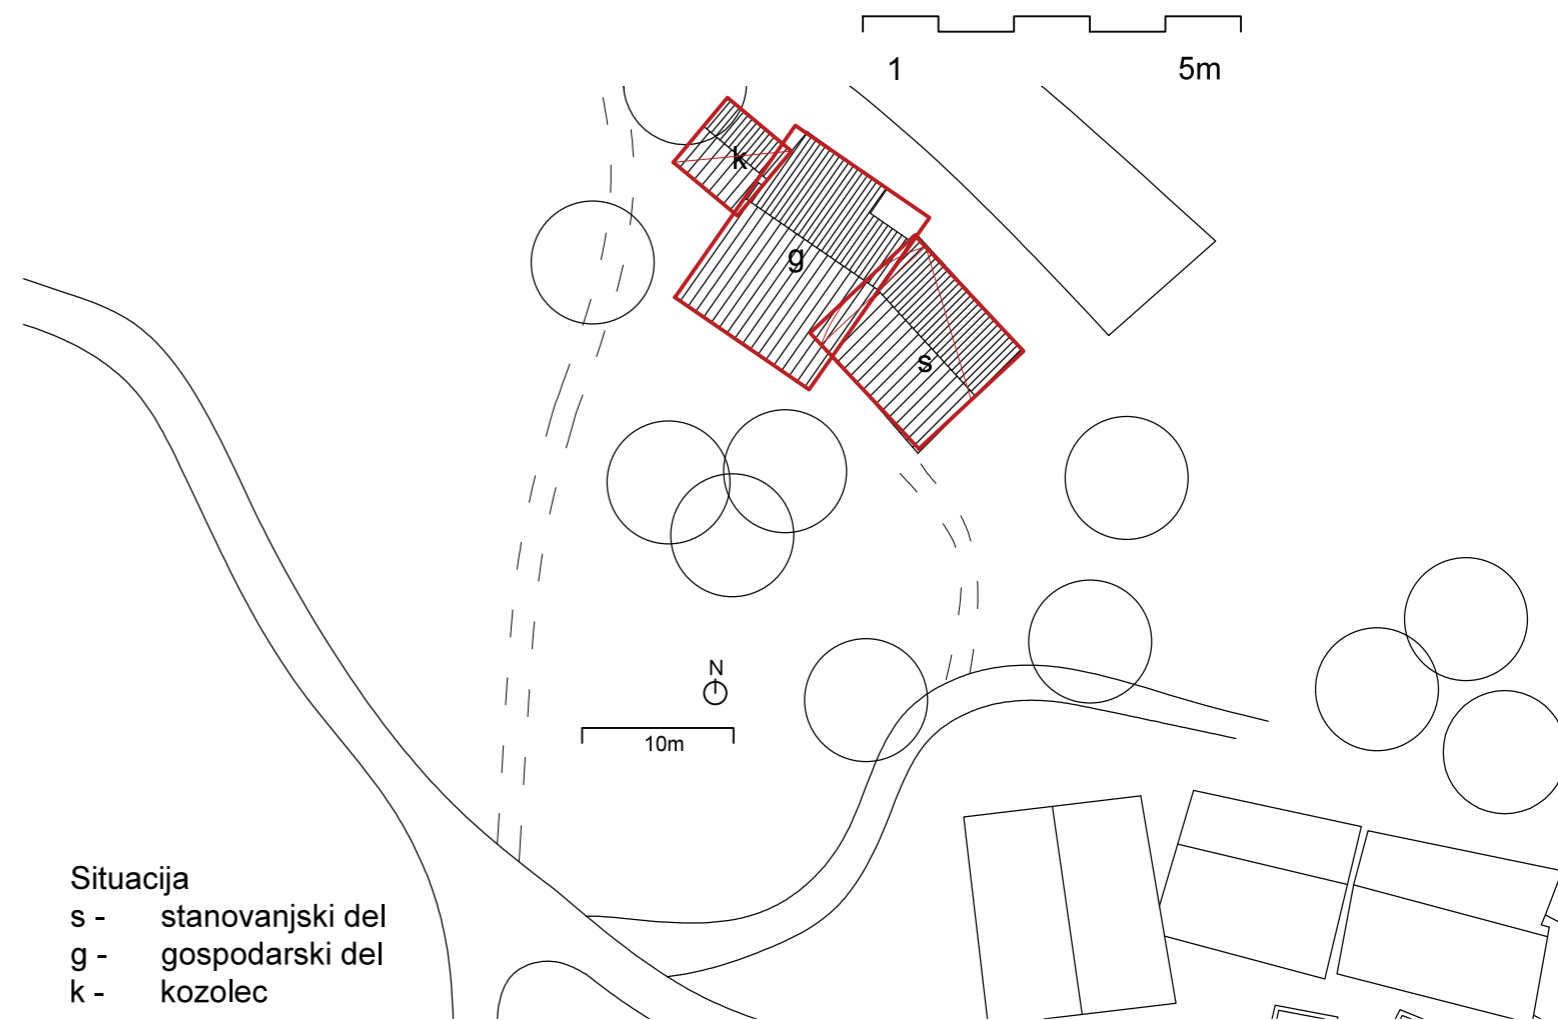 1 5m
k
g
s
N
10m
Situacija
s - stanovanjski del
g - gospodarski del
k - kozolec